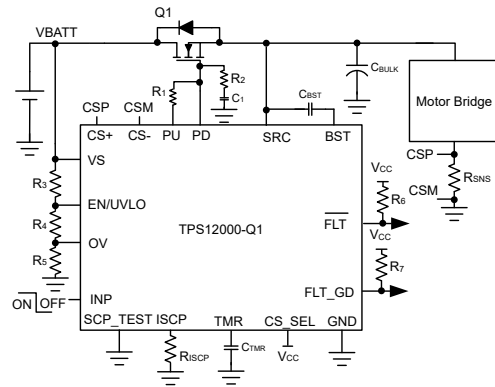 Q1
VBATT
R1
R2
C1
CBST
CBULK
Motor Bridge
CSP
CSM
CS+
CS-
PU
PD
SRC
BST
CSP
RSNS
CSM
VS
R3
EN/UVLO
R4
OV
R5
TPS12000-Q1
VCC
R6
FLT
VCC
R7
FLT_GD
ON
OFF
INP
SCP_TEST
ISCP
TMR
CS_SEL
GND
RISCP
CTMR
VCC